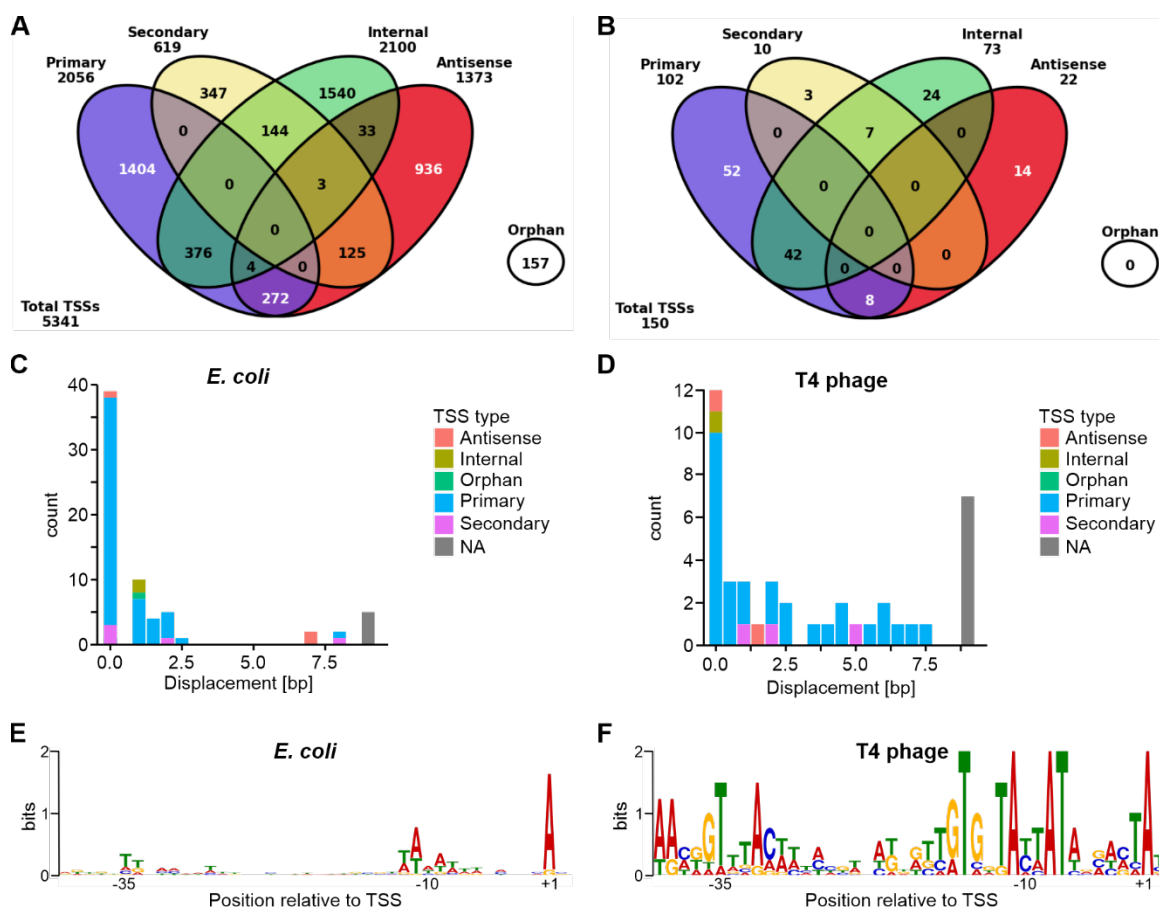 A
Secondary
619
Internal
2100
Primary
2056
Antisense
1373
347
1540
0
144
33
1404
936
0
3
0
376
125
4
0
272
Orphan
157
Total TSSs
5341
B
Secondary
10
Internal
73
Primary
102
Antisense
22
3
24
0
7
0
52
14
0
0
0
42
0
0
0
8
Orphan
0
Total TSSs
150
C
E. coli
40
30
20
10
0
count
0.0 2.5 5.0 7.5
Displacement [bp]
TSS type
Antisense
Internal
Orphan
Primary
Secondary
NA
D
T4 phage
12
10
8
6
4
2
0
count
0.0 2.5 5.0 7.5
Displacement [bp]
TSS type
Antisense
Internal
Orphan
Primary
Secondary
NA
E
E. coli
2
1
0
bits
-35 -10 +1
Position relative to TSS
F
T4 phage
2
1
0
bits
-35 -10 +1
Position relative to TSS